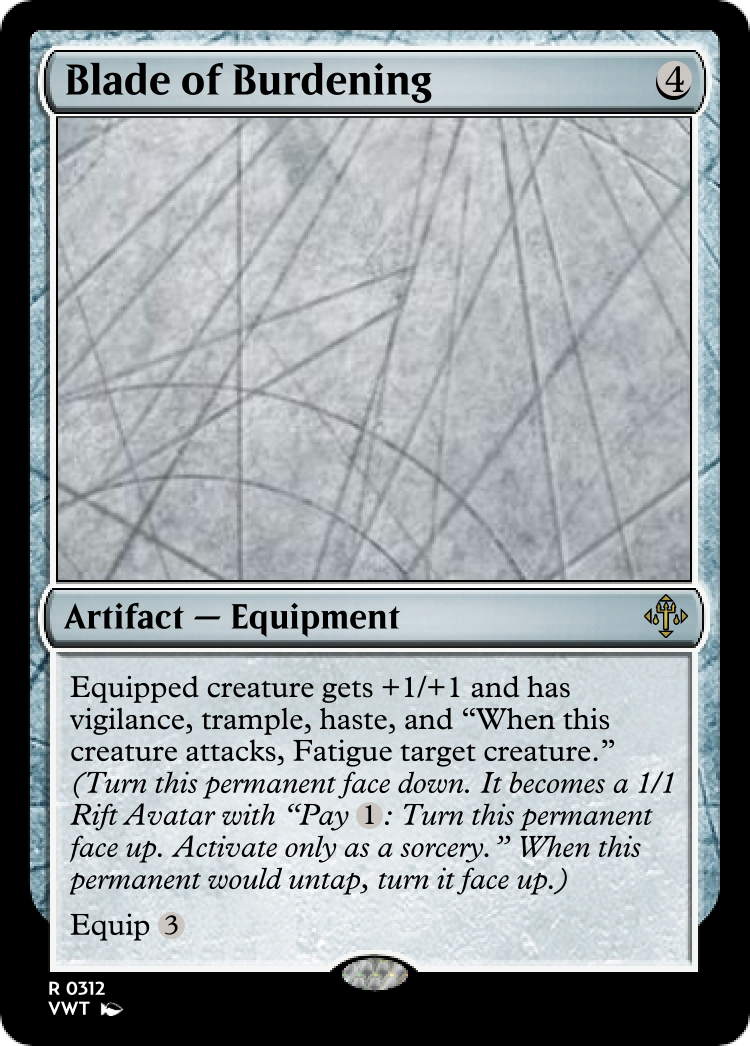 Blade of Burdening 4
Artifact — Equipment
Equipped creature gets +1/+1 and has
vigilance, trample, haste, and “When this
creature attacks, Fatigue target creature.”
(Turn this permanent face down. It becomes a 1/1
Rift Avatar with “Pay 1: Turn this permanent
face up. Activate only as a sorcery.” When this
permanent would untap, turn it face up.)
Equip 3
R 0312
VWT